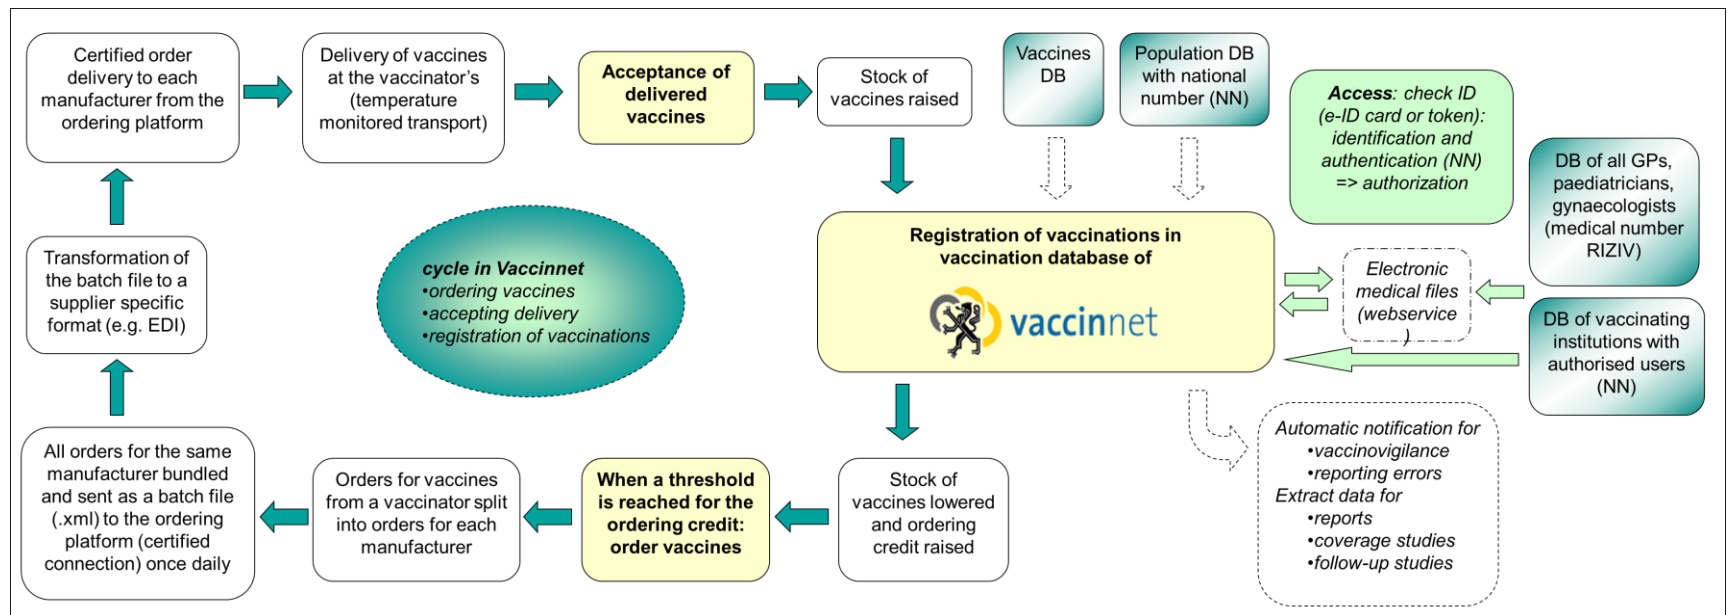 Certified order
delivery to each
manufacturer from the
ordering platform
Delivery of vaccines
at the vaccinator's
(temperature
monitored transport)
Acceptance of
delivered
vaccines
Stock of
vaccines raised
Vaccines
DB
Population DB
with national
number (NN)
Access: check ID
(e-ID card or token):
identification and
authentication (NN)
=> authorization
DB of all GPs,
paediatricians,
gynaecologists
(medical number
RIZIV)
Transformation of
the batch file to a
supplier specific
format (e.g. EDI)
cycle in Vaccinnet
•ordering vaccines
•accepting delivery
•registration of vaccinations
Registration of vaccinations in
vaccination database of
vaccinnet
Electronic
medical files
(webservice
)
DB of vaccinating
institutions with
authorised users
(NN)
All orders for the same
manufacturer bundled
and sent as a batch file
(.xml) to the ordering
platform (certified
connection) once daily
Orders for vaccines
from a vaccinator split
into orders for each
manufacturer
When a threshold
is reached for the
ordering credit:
order vaccines
Stock of
vaccines lowered
and ordering
credit raised
Automatic notification for
•vaccinovigilance
•reporting errors
Extract data for
•reports
•coverage studies
•follow-up studies